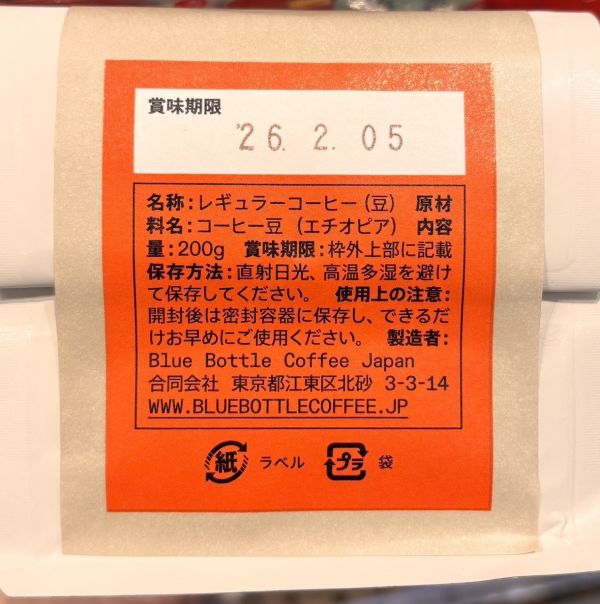 賞味期限
'26. 2. 05
名称:レギュラーコーヒー(豆) 原材
料名:コーヒー豆 (エチオピア) 内容
量:200g 賞味期限:枠外上部に記載
保存方法:直射日光、高温多湿を避け
て保存してください。 使用上の注意:
開封後は密封容器に保存し、できるだ
けお早めにご使用ください。 製造者:
Blue Bottle Coffee Japan
合同会社 東京都江東区北砂 3-3-14
WWW.BLUEBOTTLECOFFEE.JP
紙 ラベル プラ 袋